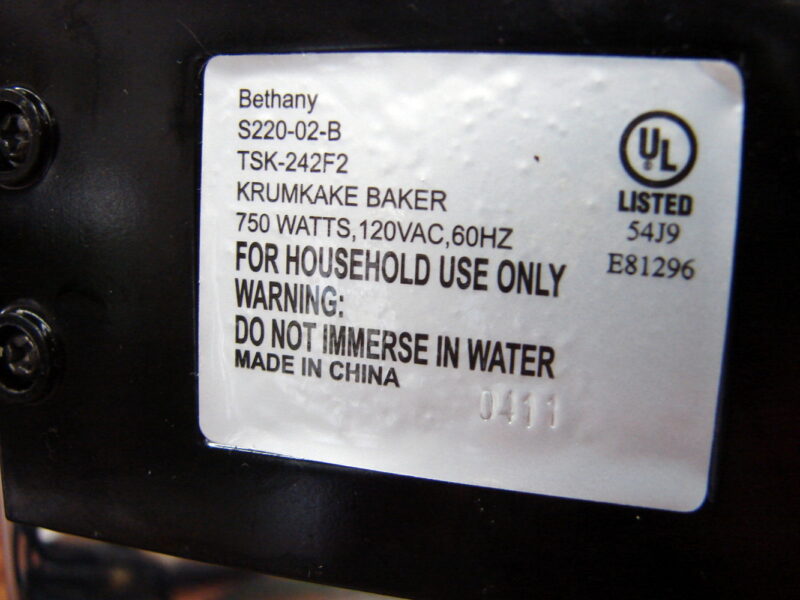 Bethany
S220-02-B
TSK-242F2
KRUMKAKE BAKER
750 WATTS,120VAC,60HZ
FOR HOUSEHOLD USE ONLY
WARNING:
DO NOT IMMERSE IN WATER
MADE IN CHINA
0411
UL
LISTED
54J9
E81296